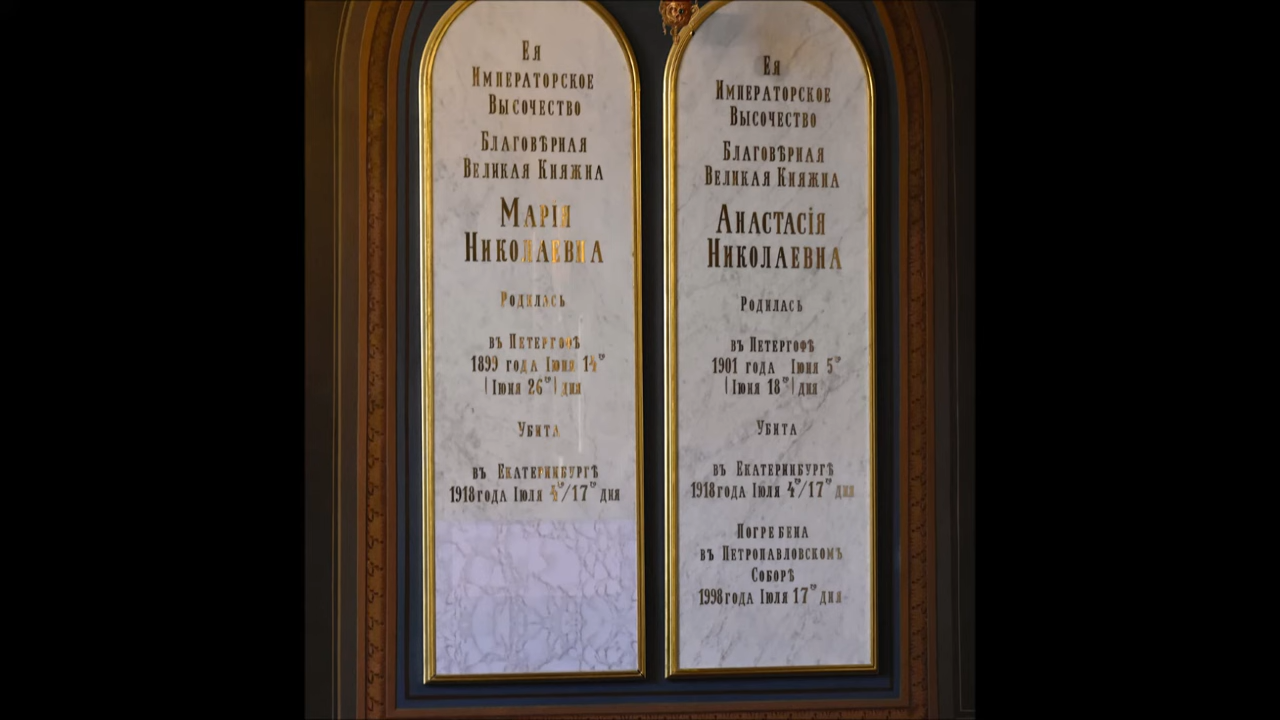 Ея
Императорское
Высочество
Благовѣрная
Великая Княжна
Марія
Николаевна
Родилась
въ Петергофѣ
1899 года Іюня 14го
(Іюня 26го) дня
Убита
въ Екатеринбургѣ
1918 года Іюля 4го/17го дня
Ея
Императорское
Высочество
Благовѣрная
Великая Княжна
Анастасія
Николаевна
Родилась
въ Петергофѣ
1901 года Іюня 5го
(Іюня 18го) дня
Убита
въ Екатеринбургѣ
1918 года Іюля 4го/17го дня
Погребена
въ Петропавловскомъ
Соборѣ
1998 года Іюля 17го дня